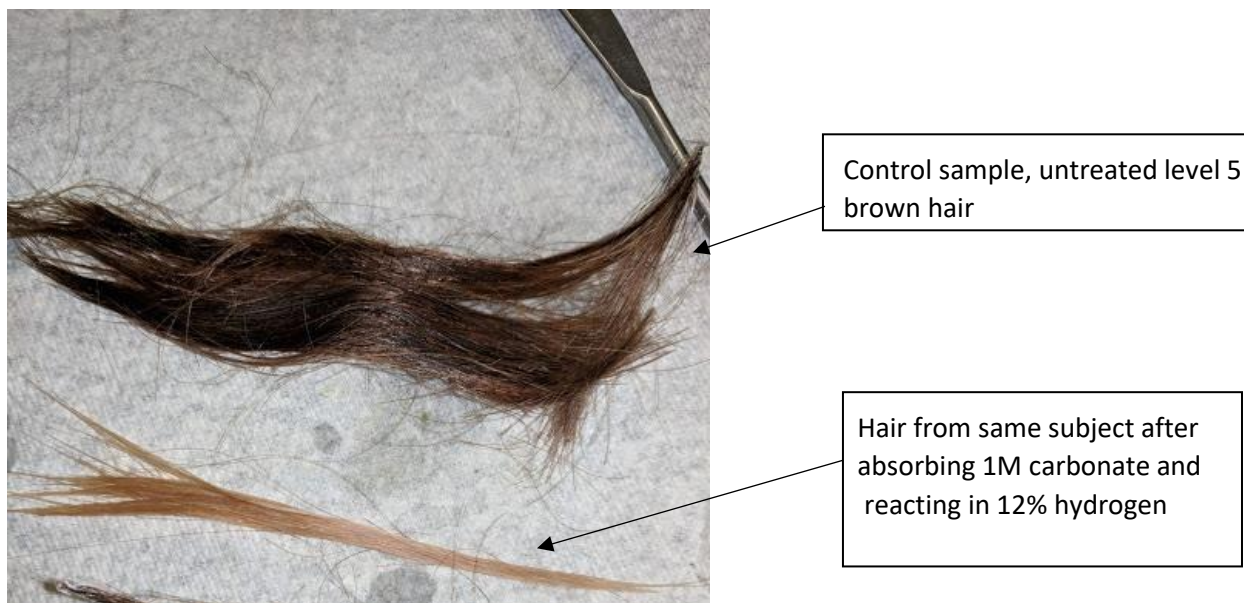 Control sample, untreated level 5
brown hair
Hair from same subject after
absorbing 1M carbonate and
reacting in 12% hydrogen